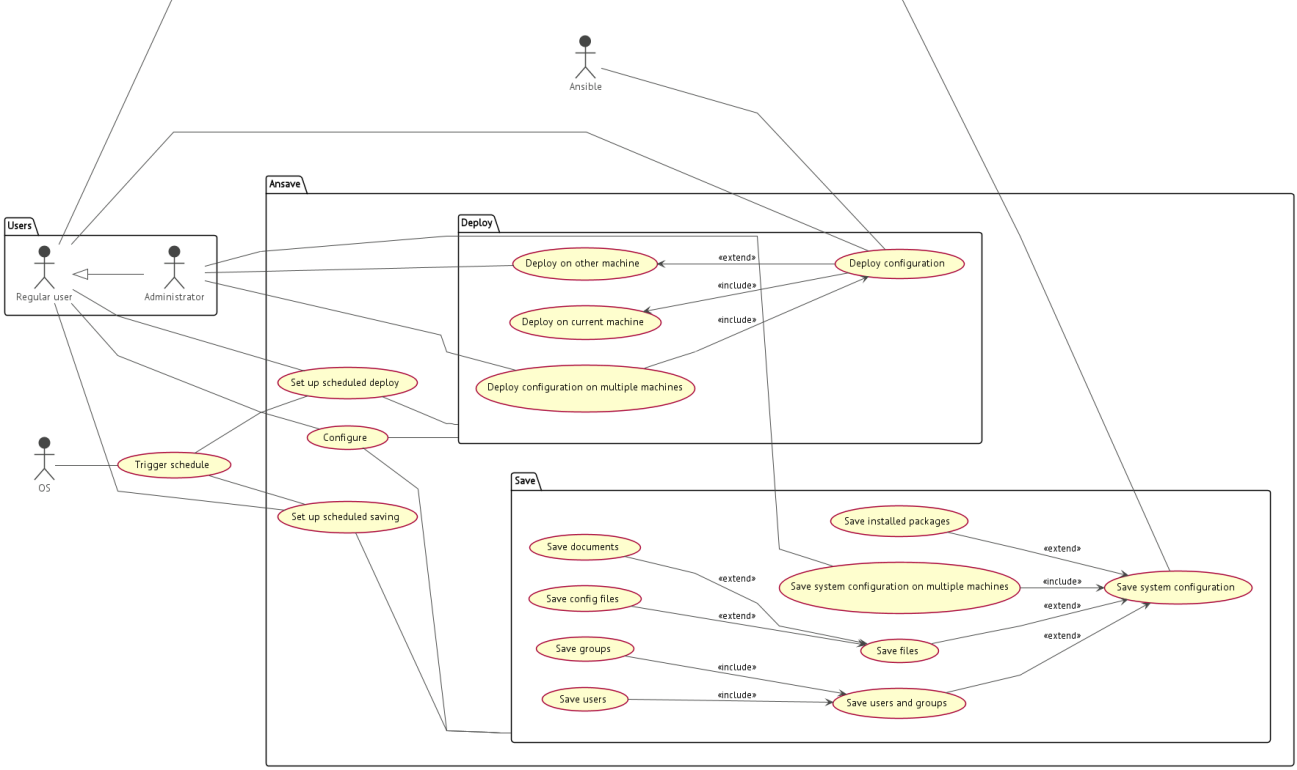 Ansible
Ansave
Users
Deploy
Regular user
Administrator
Deploy on other machine
«extend»
Deploy configuration
«include»
Deploy on current machine
«include»
Deploy configuration on multiple machines
Set up scheduled deploy
Configure
OS
Trigger schedule
Set up scheduled saving
Save
Save installed packages
Save documents
«extend»
«extend»
Save system configuration on multiple machines
«include»
Save system configuration
Save config files
«extend»
«extend»
Save groups
Save files
«extend»
«include»
Save users
«include»
Save users and groups